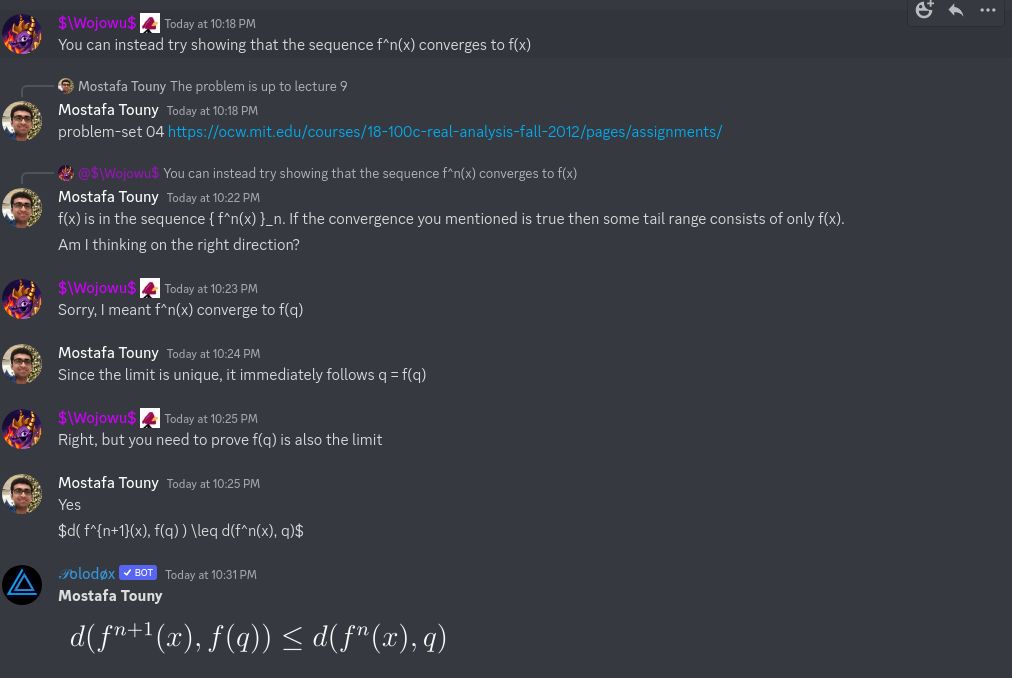 $\Wojowu$ Today at 10:18 PM
You can instead try showing that the sequence f^n(x) converges to f(x)
Mostafa Touny The problem is up to lecture 9
Mostafa Touny Today at 10:18 PM
problem-set 04 https://ocw.mit.edu/courses/18-100c-real-analysis-fall-2012/pages/assignments/
@$\Wojowu$ You can instead try showing that the sequence f^n(x) converges to f(x)
Mostafa Touny Today at 10:22 PM
f(x) is in the sequence { f^n(x) }_n. If the convergence you mentioned is true then some tail range consists of only f(x).
Am I thinking on the right direction?
$\Wojowu$ Today at 10:23 PM
Sorry, I meant f^n(x) converge to f(q)
Mostafa Touny Today at 10:24 PM
Since the limit is unique, it immediately follows q = f(q)
$\Wojowu$ Today at 10:25 PM
Right, but you need to prove f(q) is also the limit
Mostafa Touny Today at 10:25 PM
Yes
$d( f^{n+1}(x), f(q) ) \leq d(f^n(x), q)$
𝒫olodøx ✓ BOT Today at 10:31 PM
Mostafa Touny
d(f^{n+1}(x), f(q)) ≤ d(f^n(x), q)